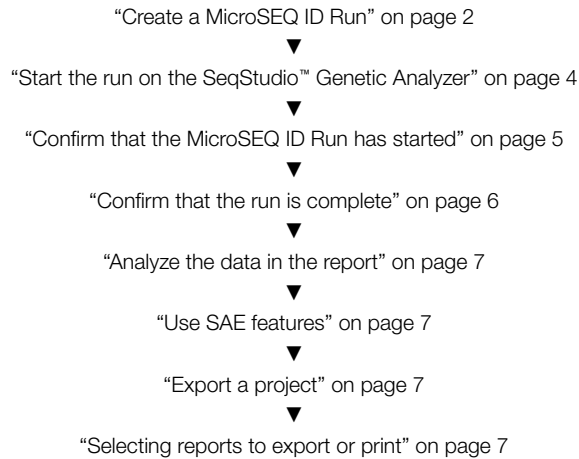 “Create a MicroSEQ ID Run” on page 2
▼
“Start the run on the SeqStudio™ Genetic Analyzer” on page 4
▼
“Confirm that the MicroSEQ ID Run has started” on page 5
▼
“Confirm that the run is complete” on page 6
▼
“Analyze the data in the report” on page 7
▼
“Use SAE features” on page 7
▼
“Export a project” on page 7
▼
“Selecting reports to export or print” on page 7